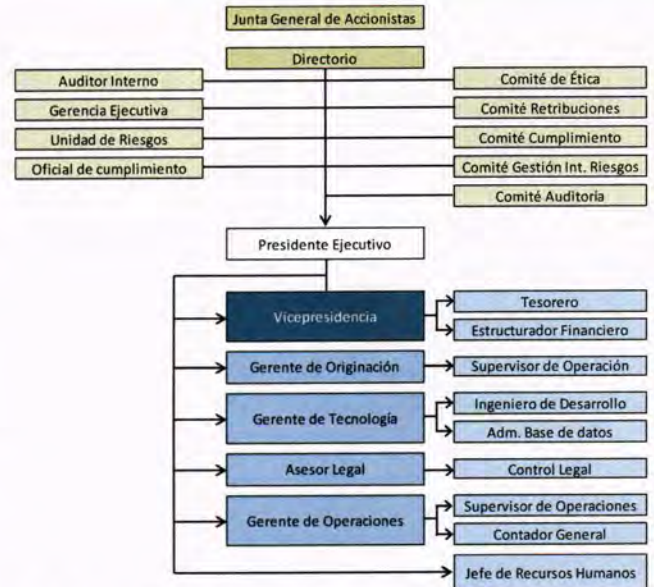 Junta General de Accionistas
Directorio
Auditor Interno
Comité de Ética
Gerencia Ejecutiva
Comité Retribuciones
Unidad de Riesgos
Comité Cumplimiento
Oficial de cumplimiento
Comité Gestión Int. Riesgos
Comité Auditoría
Presidente Ejecutivo
Vicepresidencia
Tesorero
Estructurador Financiero
Gerente de Originación
Supervisor de Operación
Gerente de Tecnología
Ingeniero de Desarrollo
Adm. Base de datos
Asesor Legal
Control Legal
Gerente de Operaciones
Supervisor de Operaciones
Contador General
Jefe de Recursos Humanos